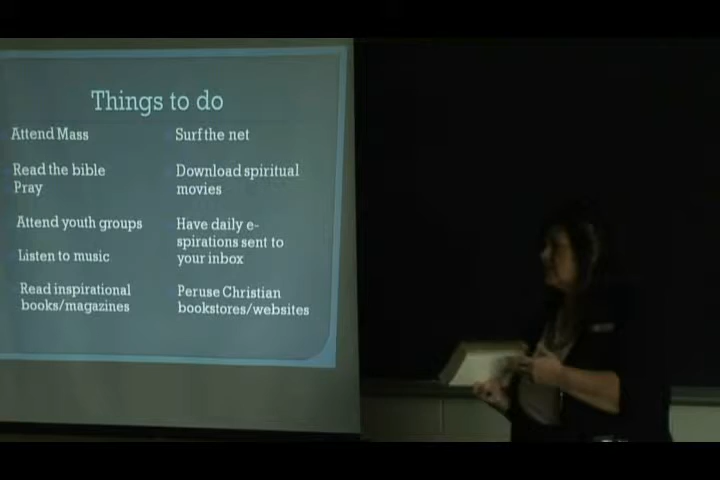 Things to do
Attend Mass
Read the bible
Pray
Attend youth groups
Listen to music
Read inspirational
books/magazines
Surf the net
Download spiritual
movies
Have daily e-
spirations sent to
your inbox
Peruse Christian
bookstores/websites